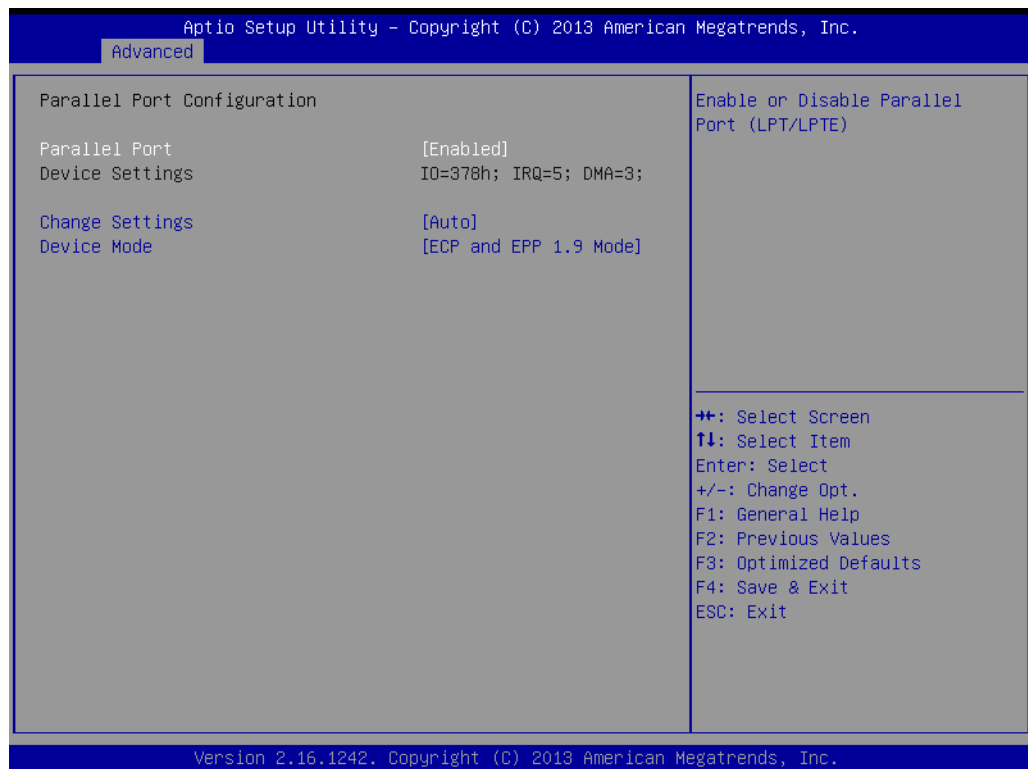 Aptio Setup Utility – Copyright (C) 2013 American Megatrends, Inc.
Advanced
Parallel Port Configuration
Parallel Port [Enabled]
Device Settings IO=378h; IRQ=5; DMA=3;
Change Settings [Auto]
Device Mode [ECP and EPP 1.9 Mode]
Enable or Disable Parallel
Port (LPT/LPTE)
→←: Select Screen
↑↓: Select Item
Enter: Select
+/-: Change Opt.
F1: General Help
F2: Previous Values
F3: Optimized Defaults
F4: Save & Exit
ESC: Exit
Version 2.16.1242. Copyright (C) 2013 American Megatrends, Inc.